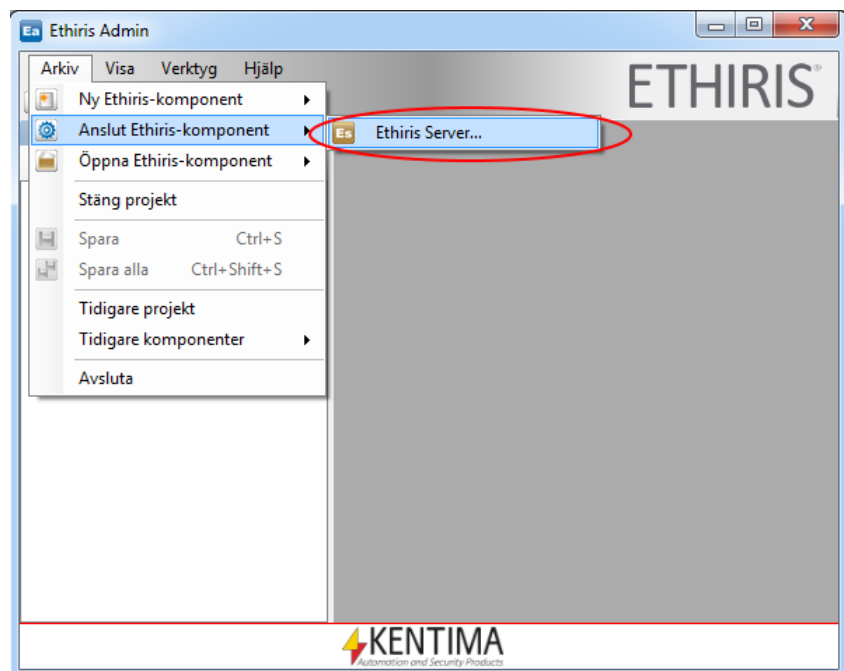 Ea Ethiris Admin
Arkiv Visa Verktyg Hjälp
ETHIRIS®
Ny Ethiris-komponent
Anslut Ethiris-komponent
Es Ethiris Server...
Öppna Ethiris-komponent
Stäng projekt
Spara Ctrl+S
Spara alla Ctrl+Shift+S
Tidigare projekt
Tidigare komponenter
Avsluta
KENTIMA
Automation and Security Products